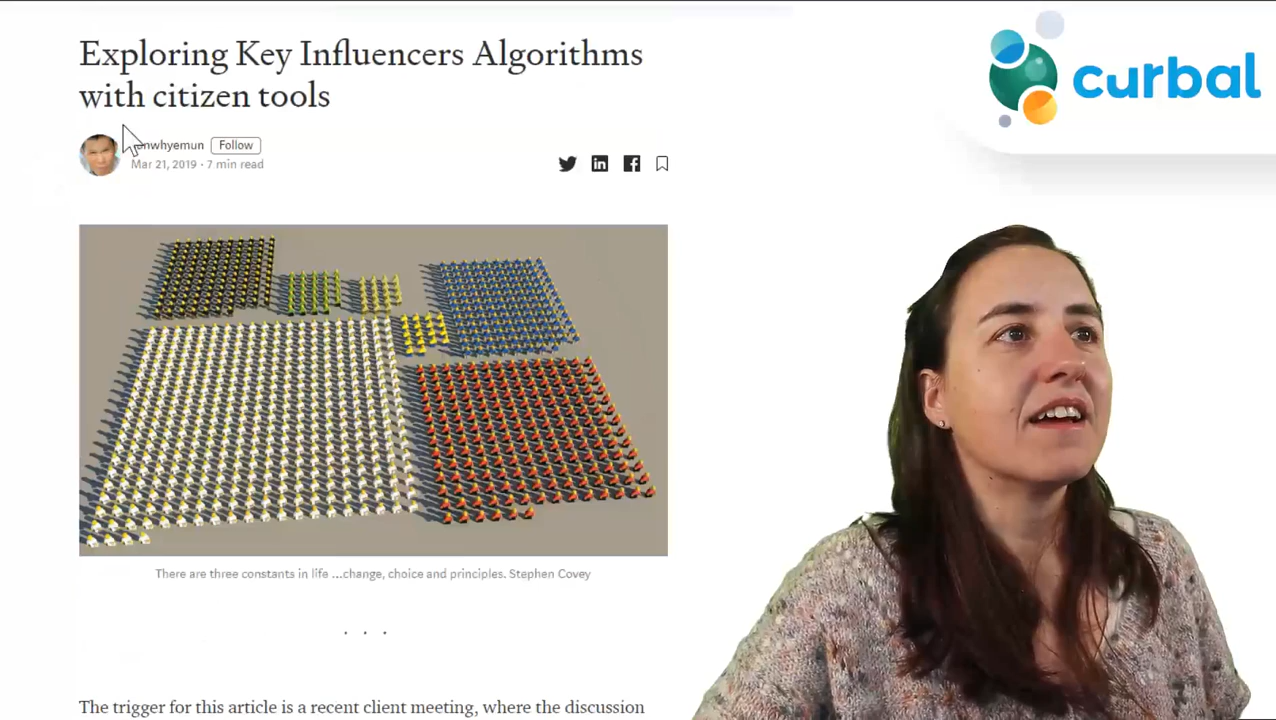 Exploring Key Influencers Algorithms
with citizen tools
Follow
Mar 21, 2019 · 7 min read
There are three constants in life ...change, choice and principles. Stephen Covey
. . .
The trigger for this article is a recent client meeting, where the discussion
curbal